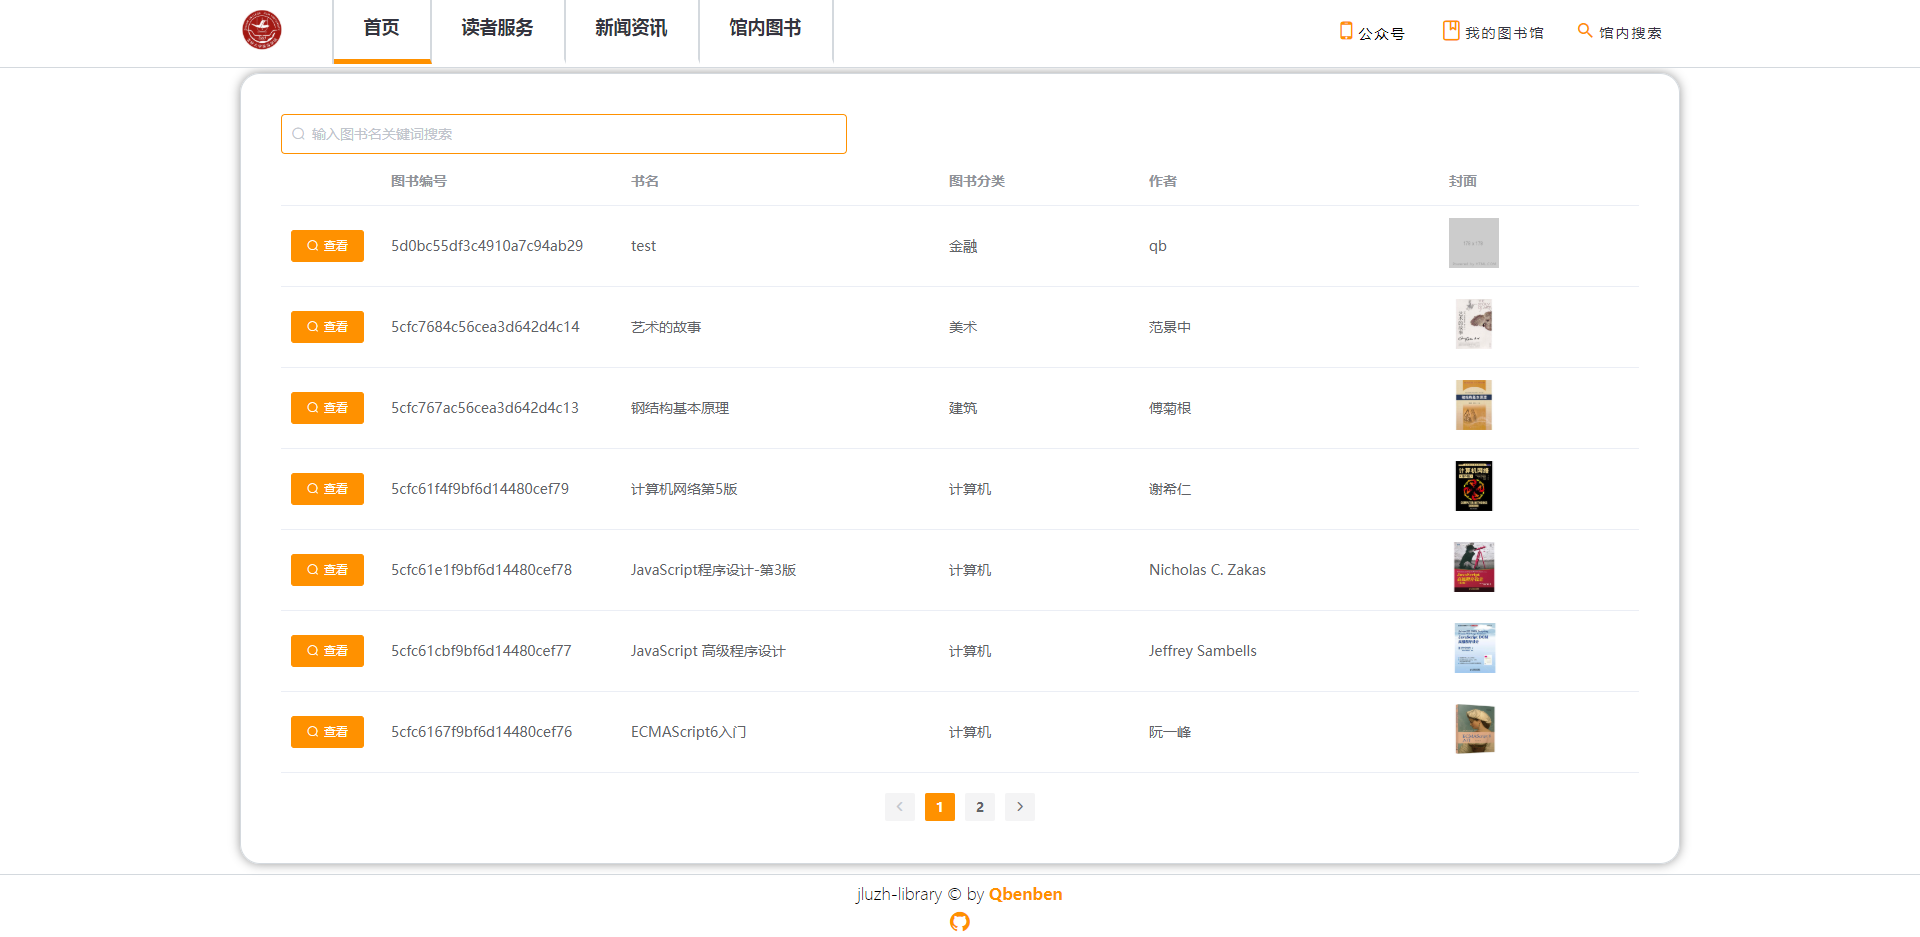 首页 读者服务 新闻资讯 馆内图书 公众号 我的图书馆 馆内搜索
输入图书名关键词搜索
图书编号 书名 图书分类 作者 封面
查看 5d0bc55df3c4910a7c94ab29 test 金融 qb
查看 5cfc7684c56cea3d642d4c14 艺术的故事 美术 范景中
查看 5cfc767ac56cea3d642d4c13 钢结构基本原理 建筑 傅菊根
查看 5cfc61f4f9bf6d14480cef79 计算机网络第5版 计算机 谢希仁
计算机网络
查看 5cfc61e1f9bf6d14480cef78 JavaScript程序设计-第3版 计算机 Nicholas C. Zakas
查看 5cfc61cbf9bf6d14480cef77 JavaScript 高级程序设计 计算机 Jeffrey Sambells
查看 5cfc6167f9bf6d14480cef76 ECMAScript6入门 计算机 阮一峰
1 2
jluzh-library © by Qbenben